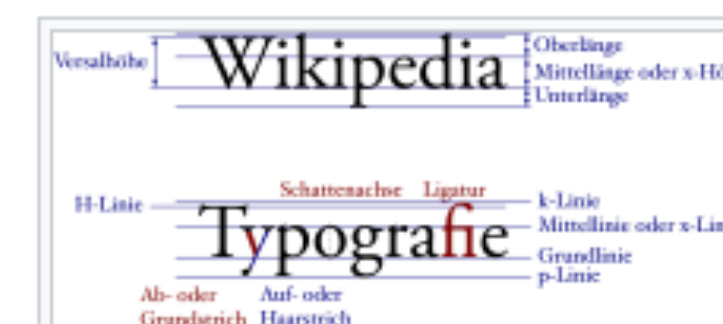 Versalhöhe
Wikipedia
Oberlänge
Mittellänge oder x-Hö
Unterlänge
Schattenachse Ligatur
H-Linie
Typografie
k-Linie
Mittellinie oder x-Lin
Grundlinie
p-Linie
Ab- oder Auf- oder
Grundstrich Haarstrich